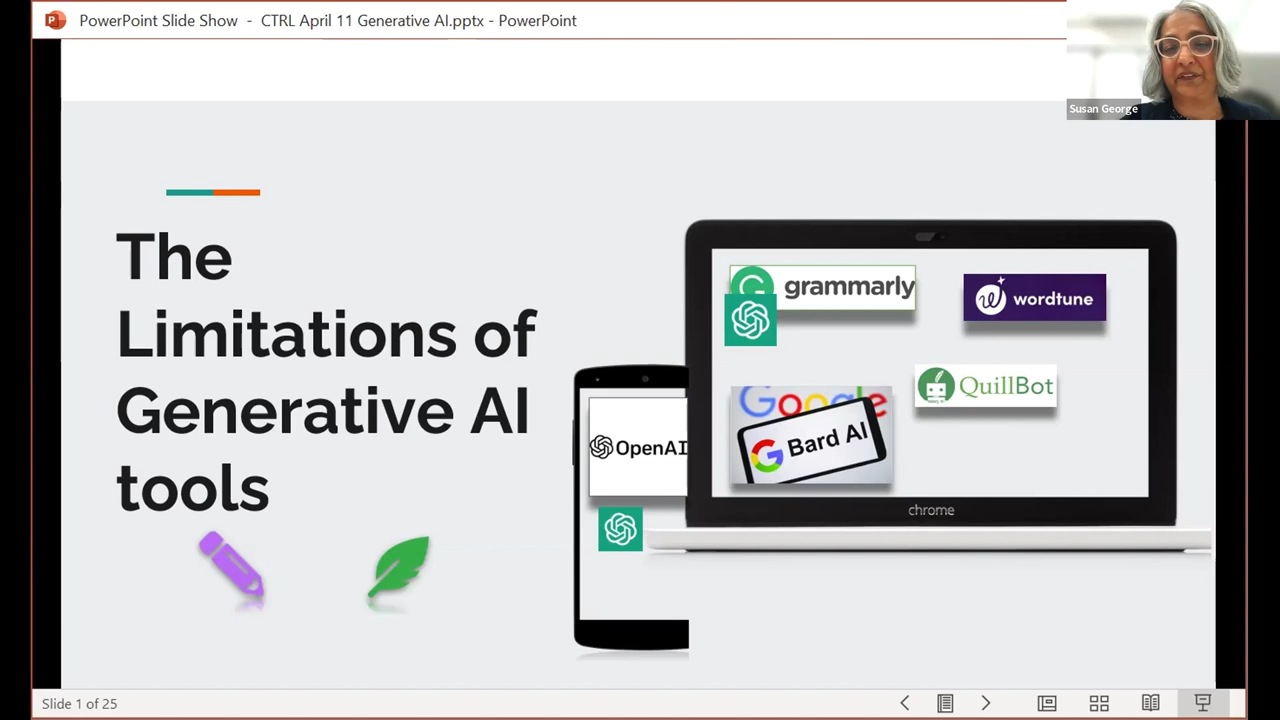 PowerPoint Slide Show - CTRL April 11 Generative AI.pptx - PowerPoint
Susan George
The
Limitations of
Generative AI
tools
grammarly
wordtune
QuillBot
Google
Bard AI
OpenAI
chrome
Slide 1 of 25